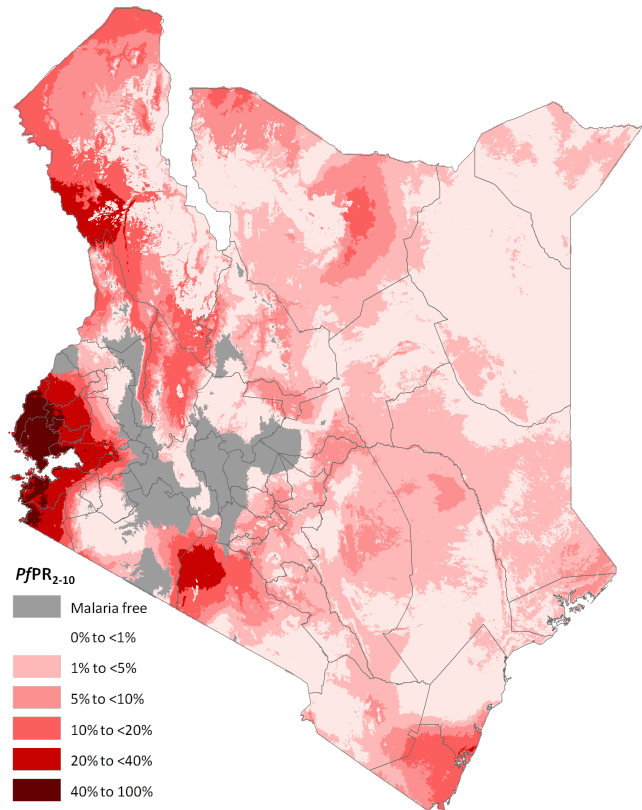 PfPR2-10
Malaria free
0% to <1%
1% to <5%
5% to <10%
10% to <20%
20% to <40%
40% to 100%